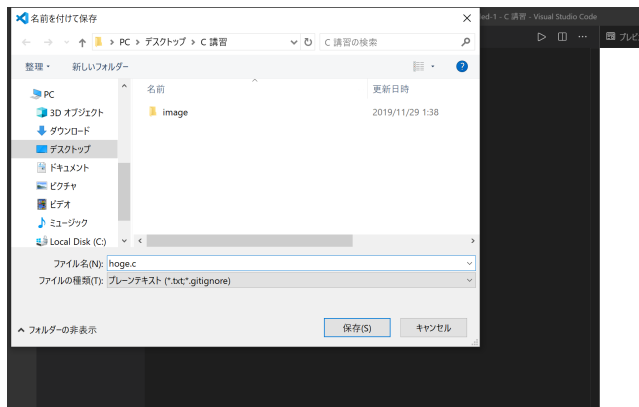 名前を付けて保存
ed-1 - C 講習 - Visual Studio Code
PC > デスクトップ > C 講習
C 講習の検索
プレビ
整理
新しいフォルダー
PC
3D オブジェクト
ダウンロード
デスクトップ
ドキュメント
ピクチャ
ビデオ
ミュージック
Local Disk (C:)
名前
更新日時
image
2019/11/29 1:38
ファイル名(N):
hoge.c
ファイルの種類(T):
プレーンテキスト (*.txt;*.gitignore)
フォルダーの非表示
保存(S)
キャンセル